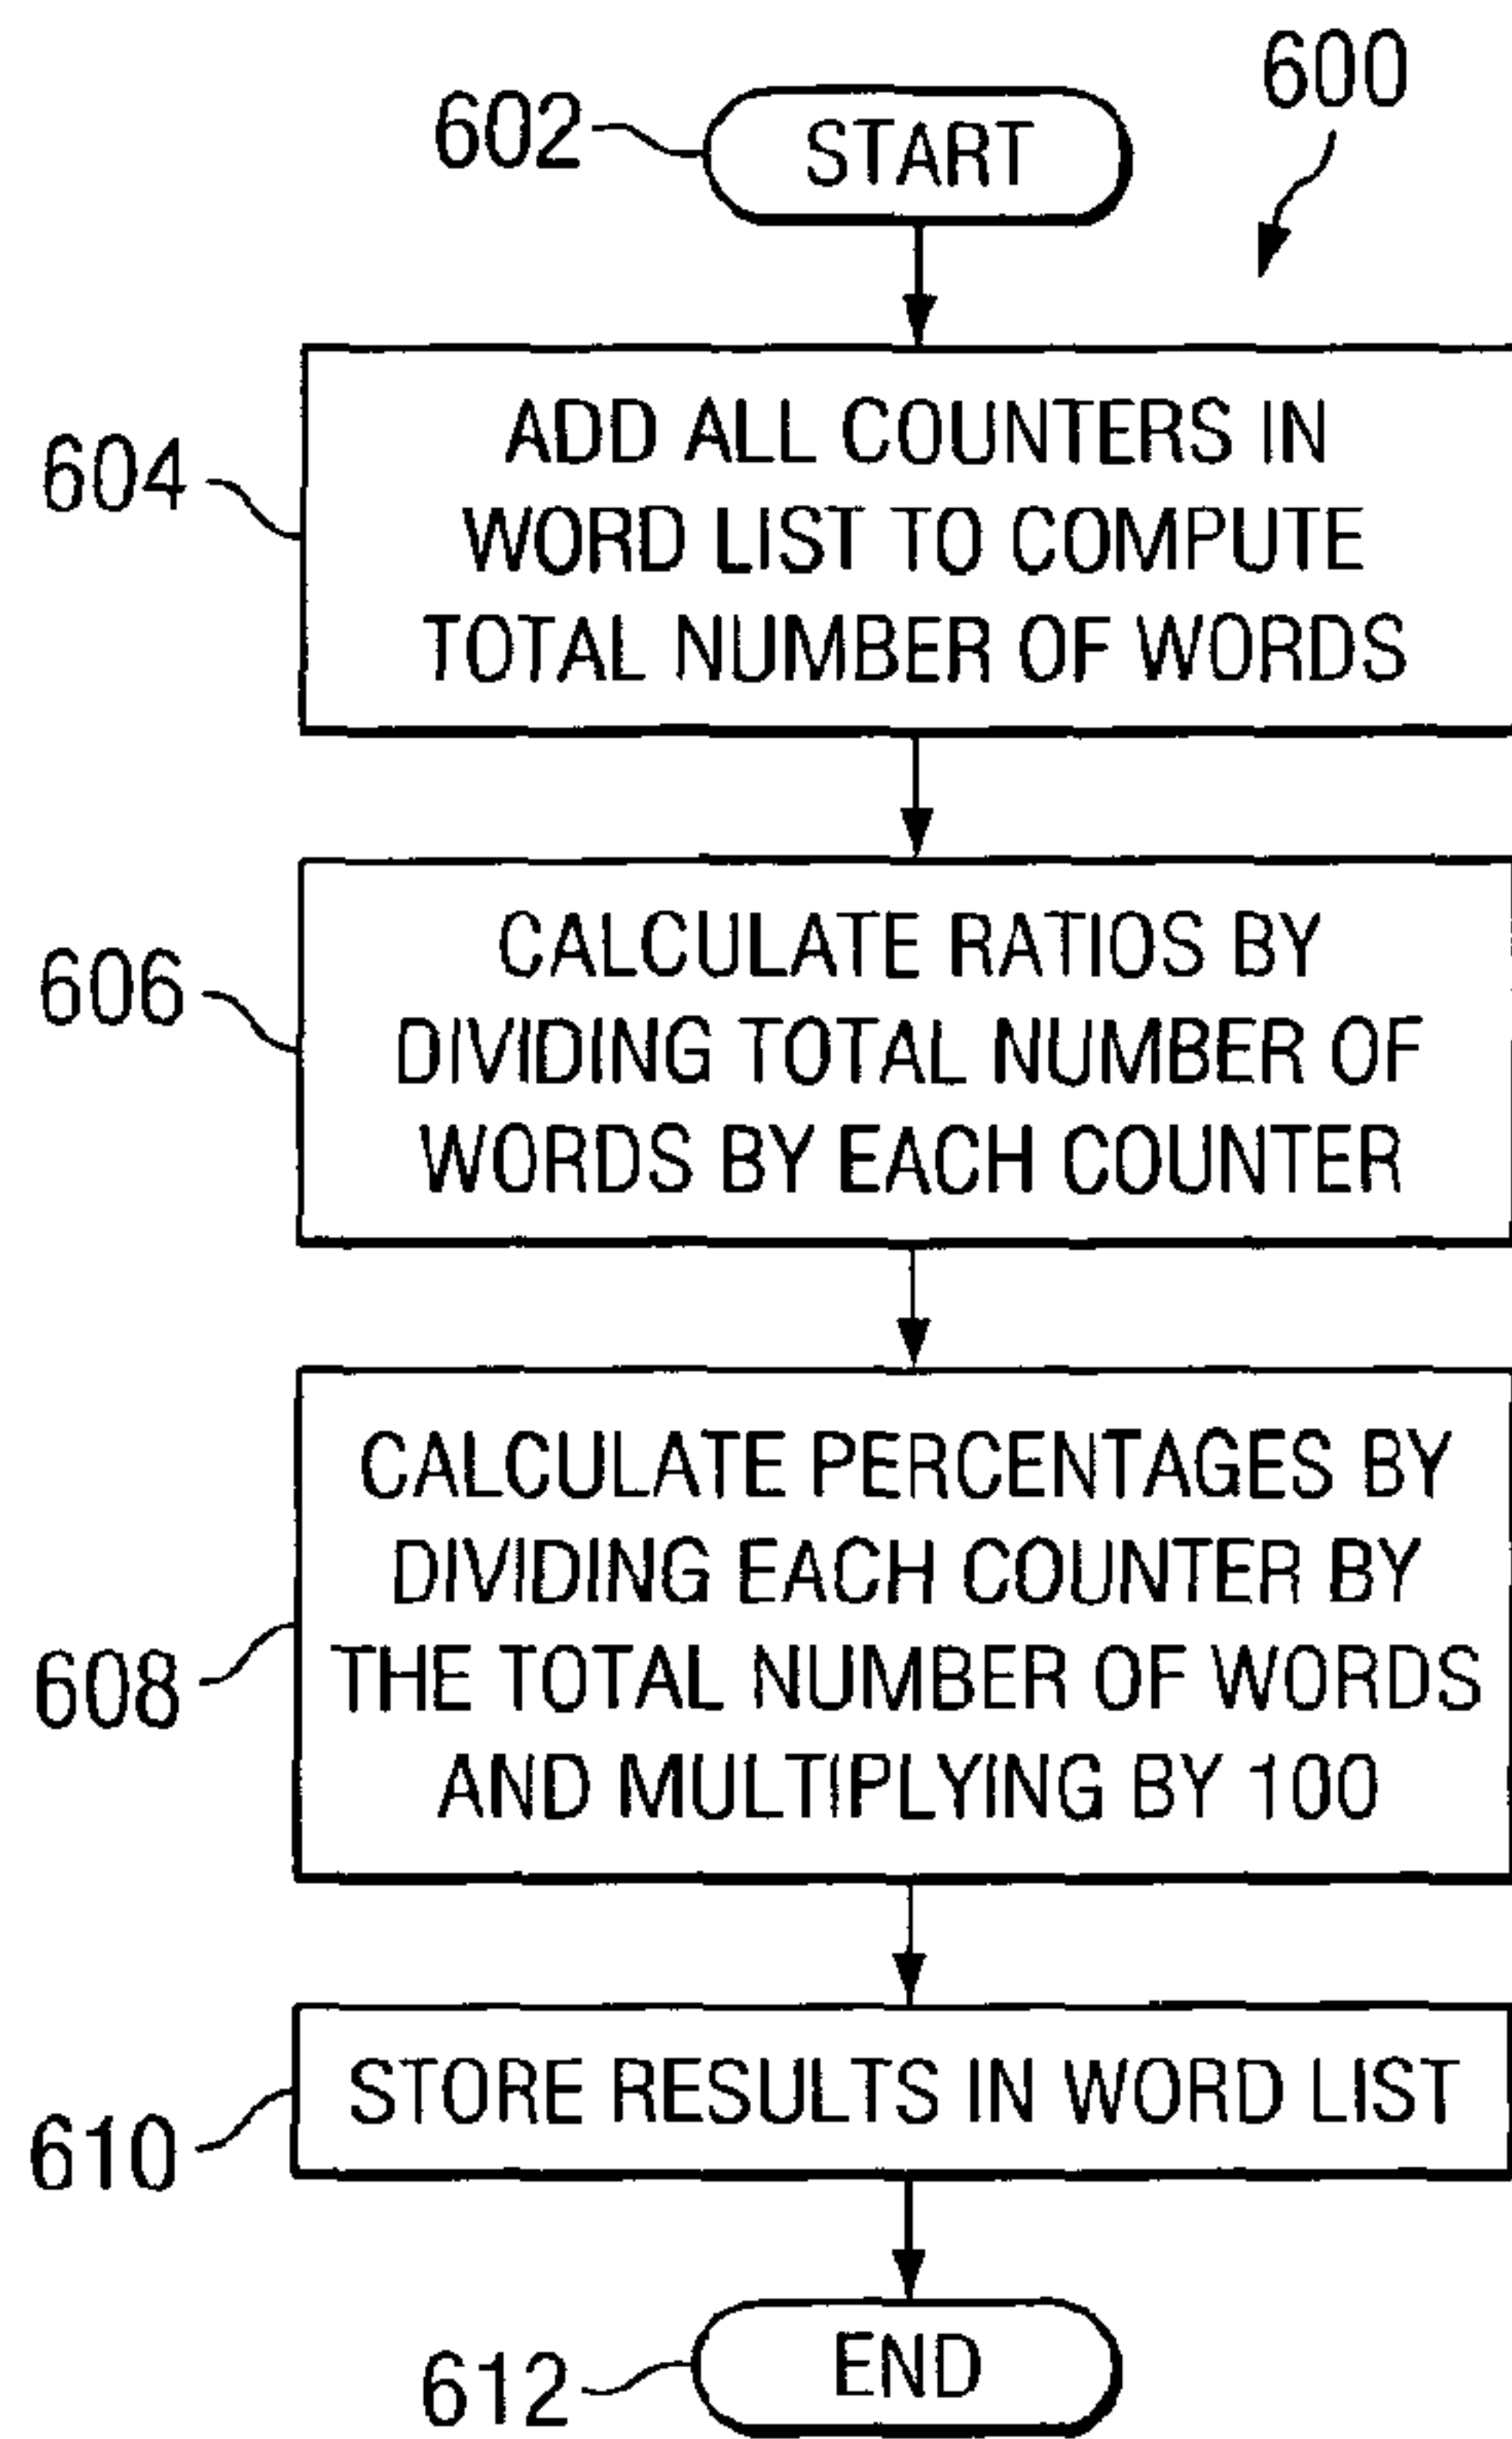 600
602
START
604
ADD ALL COUNTERS IN
WORD LIST TO COMPUTE
TOTAL NUMBER OF WORDS
606
CALCULATE RATIOS BY
DIVIDING TOTAL NUMBER OF
WORDS BY EACH COUNTER
608
CALCULATE PERCENTAGES BY
DIVIDING EACH COUNTER BY
THE TOTAL NUMBER OF WORDS
AND MULTIPLYING BY 100
610
STORE RESULTS IN WORD LIST
612
END